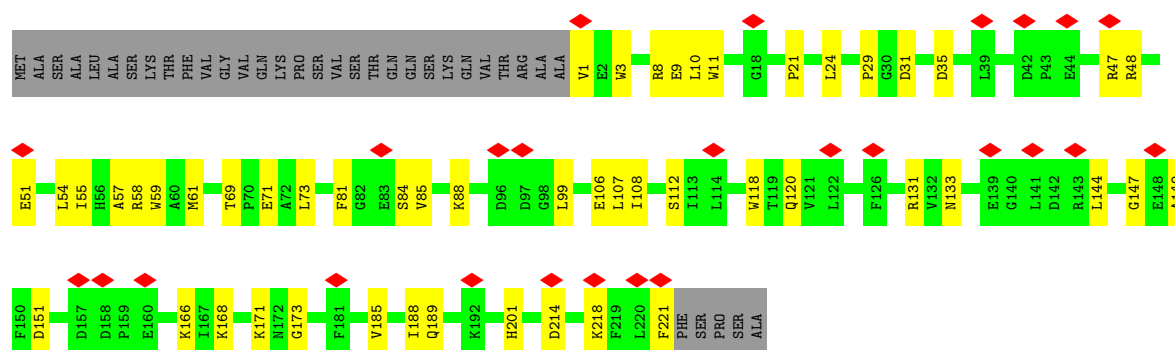 MET ALA SER ALA LEU ALA SER LYS THR PHE VAL GLY VAL GLN LYS PRO SER VAL SER THR GLN GLN SER LYS GLN VAL THR ARG ALA ALA V1 E2 W3 R8 E9 L10 W11 G18 P21 L24 P29 G30 D31 D35 L39 D42 P43 E44 R47 R48
E51 L54 I55 H56 A57 R58 W59 A60 M61 T69 P70 E71 A72 L73 F81 G82 E83 S84 V85 K88 D96 D97 G98 L99 E106 L107 I108 S112 I113 L114 W118 T119 Q120 V121 L122 F126 R131 V132 N133 E139 G140 L141 D142 R143 L144 G147 E148 A149
F150 D151 D157 D158 P159 E160 K166 I167 K168 K171 N172 G173 F181 V185 I188 Q189 K192 H201 D214 K218 F219 L220 F221 PHE SER PRO SER ALA